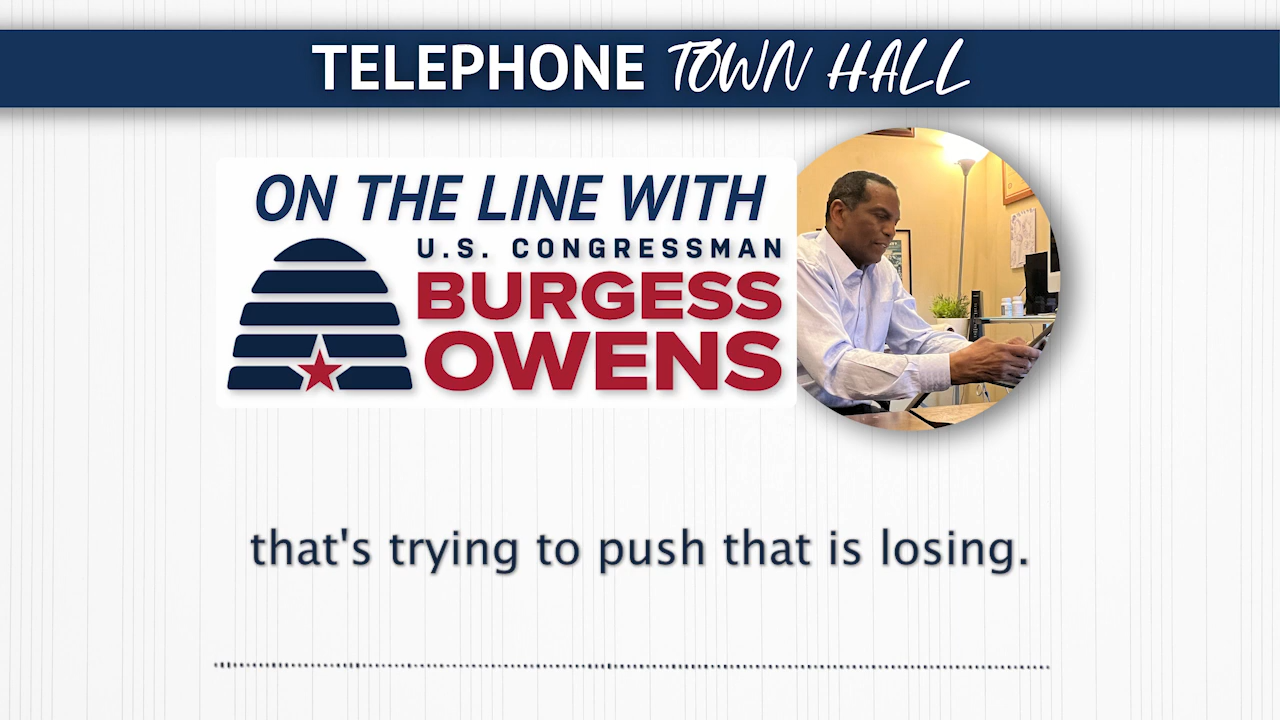 TELEPHONE TOWN HALL
ON THE LINE WITH
U.S. CONGRESSMAN
BURGESS
OWENS
that's trying to push that is losing.